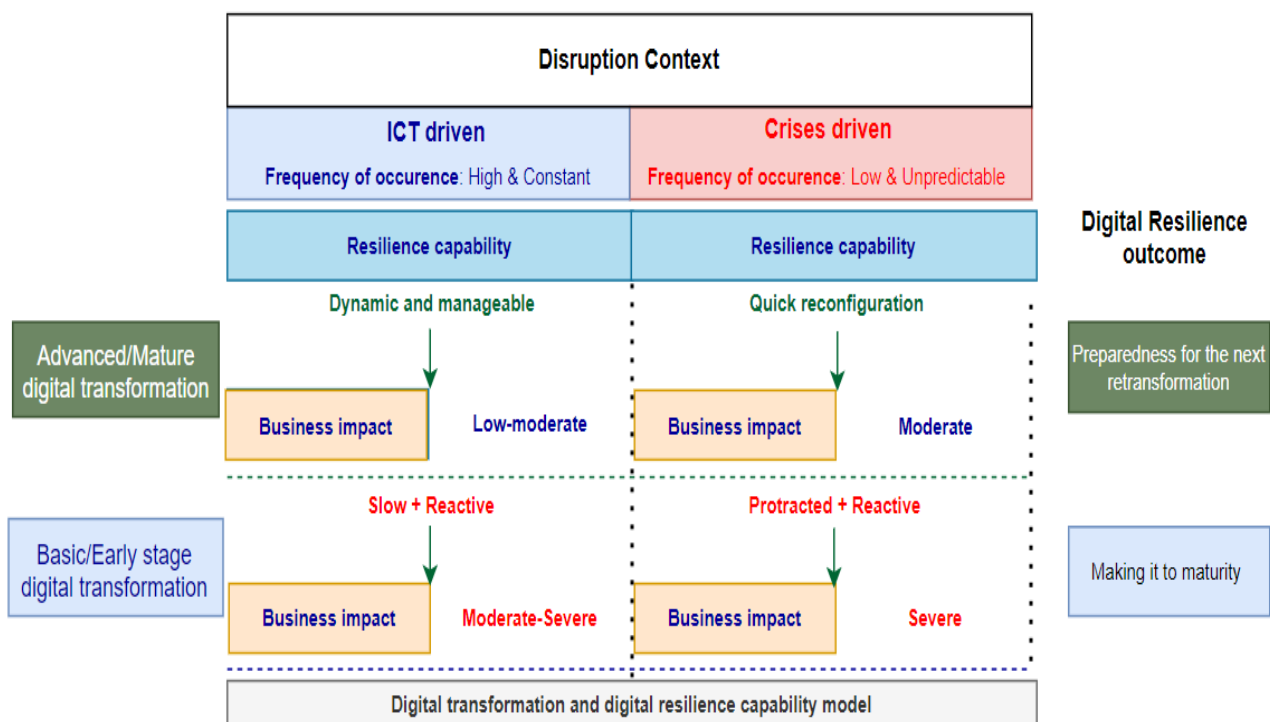 Disruption Context
ICT driven
Frequency of occurence: High & Constant
Crises driven
Frequency of occurence: Low & Unpredictable
Resilience capability
Resilience capability
Digital Resilience
outcome
Dynamic and manageable
Quick reconfiguration
Advanced/Mature
digital transformation
Business impact
Low-moderate
Business impact
Moderate
Preparedness for the next
retransformation
Slow + Reactive
Protracted + Reactive
Basic/Early stage
digital transformation
Business impact
Moderate-Severe
Business impact
Severe
Making it to maturity
Digital transformation and digital resilience capability model